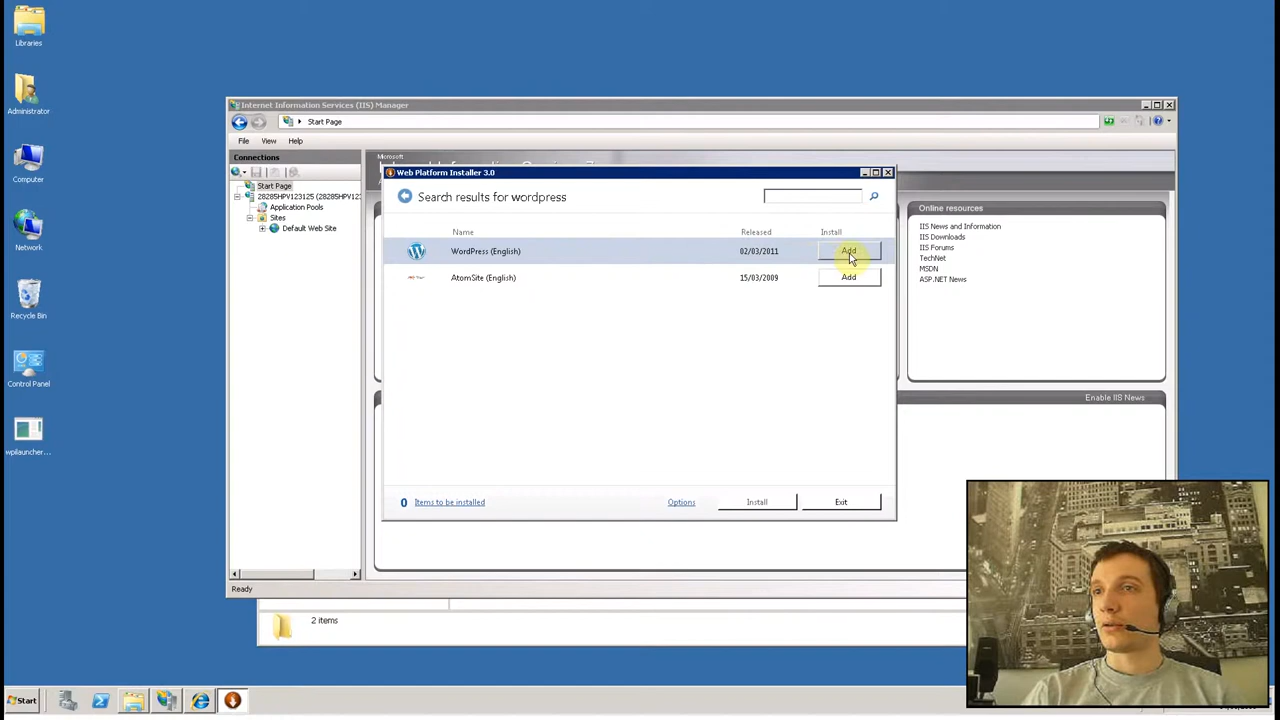 Libraries
Administrator
Computer
Network
Recycle Bin
Control Panel
wpilauncher...
Internet Information Services (IIS) Manager
Start Page
File View Help
Connections
Start Page
28285HPV123125 (28285HPV123
Application Pools
Sites
Default Web Site
Microsoft
Web Platform Installer 3.0
Search results for wordpress
Name Released Install
WordPress (English) 02/03/2011 Add
AtomSite (English) 15/03/2009 Add
0 Items to be installed Options Install Exit
Online resources
IIS News and Information
IIS Downloads
IIS Forums
TechNet
MSDN
ASP.NET News
Enable IIS News
Ready
2 items
Start